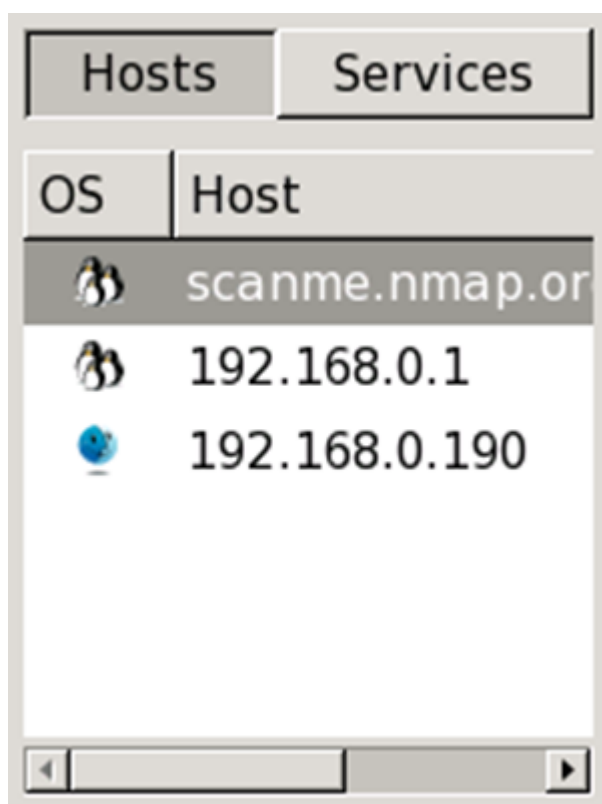 Hosts Services
OS Host
scanme.nmap.or
192.168.0.1
192.168.0.190